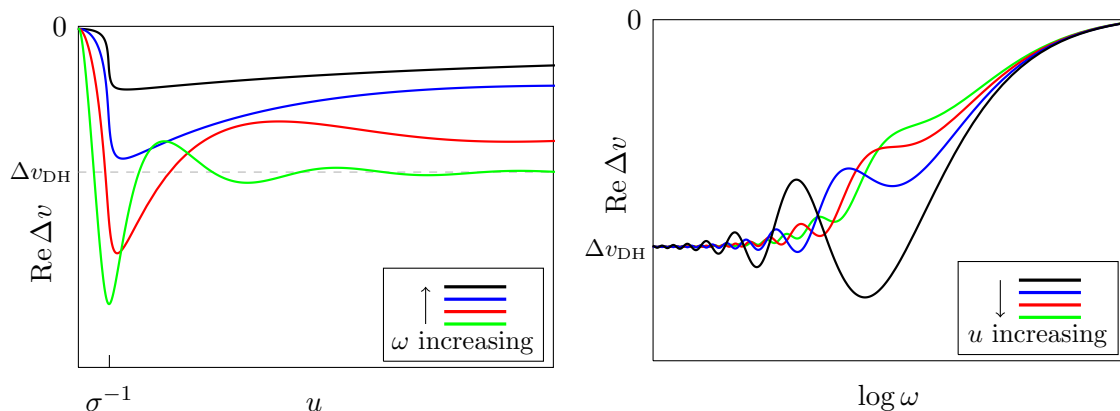 0
Δv_DH
Re Δv
↑
ω increasing
σ⁻¹
u
0
Re Δv
Δv_DH
↓
u increasing
log ω